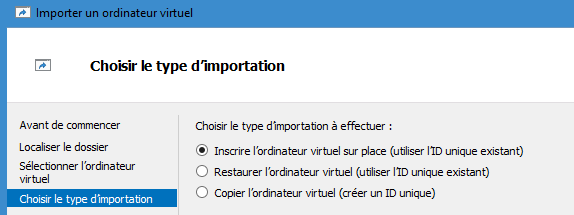 Importer un ordinateur virtuel
Choisir le type d'importation
Avant de commencer
Localiser le dossier
Sélectionner l'ordinateur
virtuel
Choisir le type d'importation
Choisir le type d'importation à effectuer :
Inscrire l'ordinateur virtuel sur place (utiliser l'ID unique existant)
Restaurer l'ordinateur virtuel (utiliser l'ID unique existant)
Copier l'ordinateur virtuel (créer un ID unique)